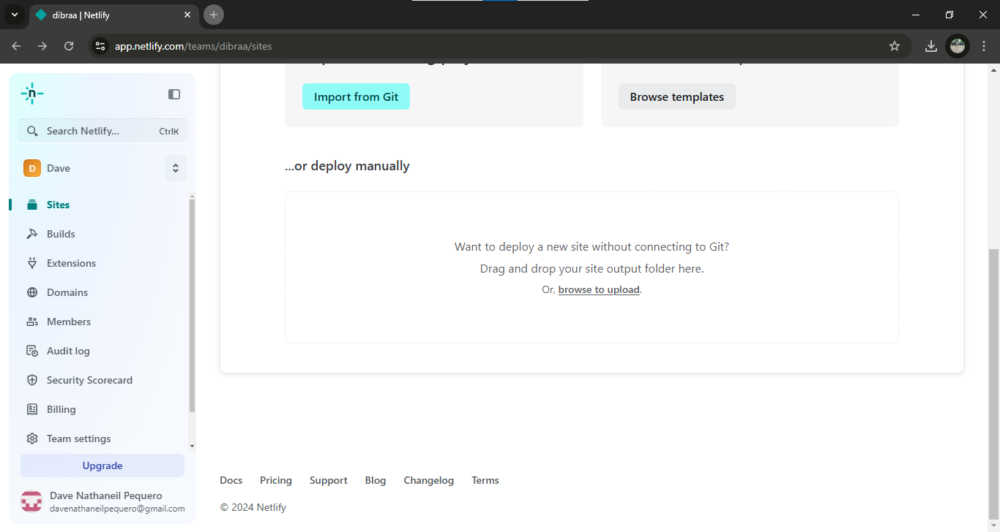 dibraa | Netlify
app.netlify.com/teams/dibraa/sites
Import from Git
Browse templates
n
Search Netlify...
CtrlK
D
Dave
...or deploy manually
Sites
Builds
Extensions
Domains
Members
Audit log
Security Scorecard
Billing
Team settings
Upgrade
Dave Nathaneil Pequero
davenathaneilpequero@gmail.com
Want to deploy a new site without connecting to Git?
Drag and drop your site output folder here.
Or, browse to upload.
Docs
Pricing
Support
Blog
Changelog
Terms
© 2024 Netlify